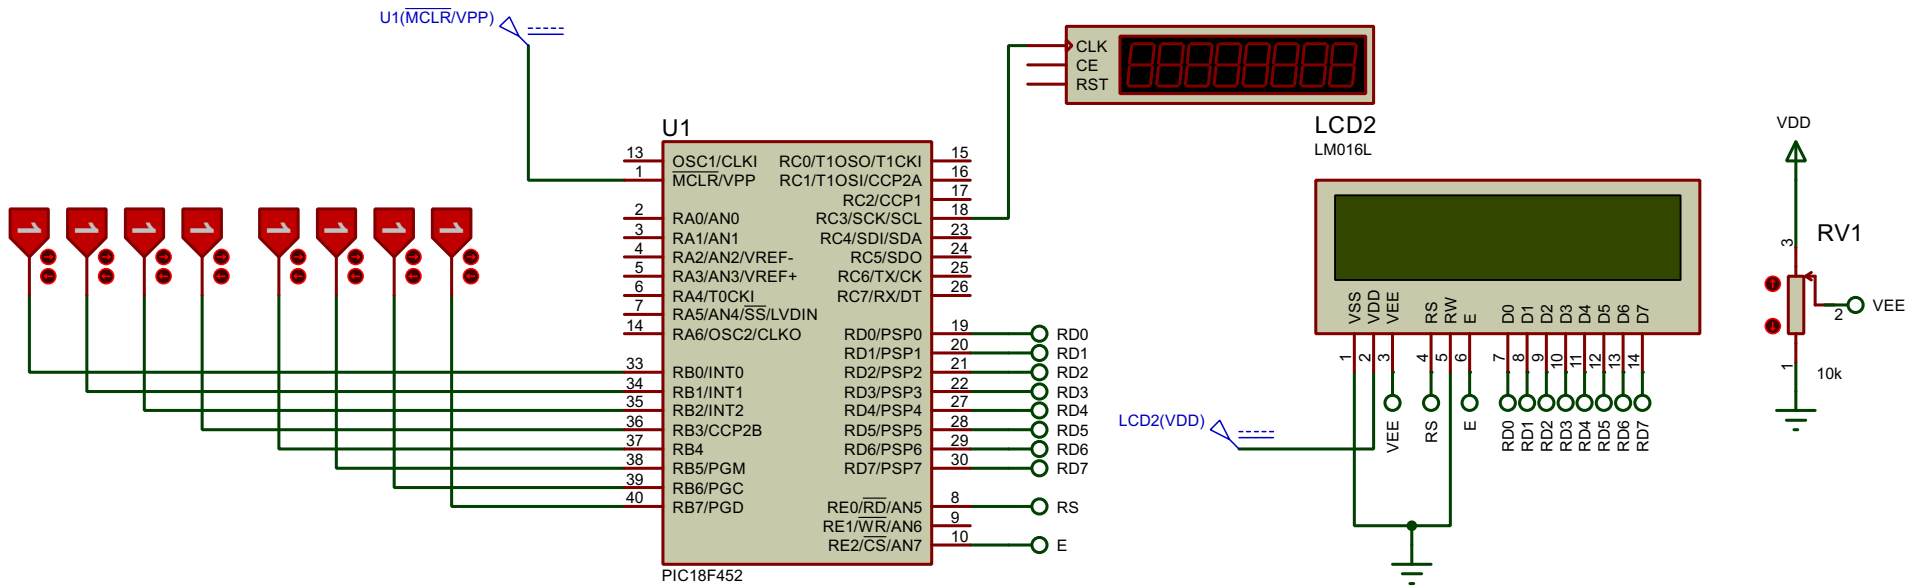 U1(MCLR/VPP)
CLK
CE
RST
U1
13 OSC1/CLKI RC0/T1OSO/T1CKI 15
1 MCLR/VPP RC1/T1OSI/CCP2A 16
RC2/CCP1 17
2 RA0/AN0 RC3/SCK/SCL 18
3 RA1/AN1 RC4/SDI/SDA 23
4 RA2/AN2/VREF- RC5/SDO 24
5 RA3/AN3/VREF+ RC6/TX/CK 25
6 RA4/T0CKI RC7/RX/DT 26
7 RA5/AN4/SS/LVDIN
14 RA6/OSC2/CLKO RD0/PSP0 19 RD0
RD1/PSP1 20 RD1
33 RB0/INT0 RD2/PSP2 21 RD2
34 RB1/INT1 RD3/PSP3 22 RD3
35 RB2/INT2 RD4/PSP4 27 RD4
36 RB3/CCP2B RD5/PSP5 28 RD5
37 RB4 RD6/PSP6 29 RD6
38 RB5/PGM RD7/PSP7 30 RD7
39 RB6/PGC
40 RB7/PGD RE0/RD/AN5 8 RS
RE1/WR/AN6 9
RE2/CS/AN7 10 E
PIC18F452
1 1 1 1 1 1 1 1
LCD2
LM016L
VSS VDD VEE RS RW E D0 D1 D2 D3 D4 D5 D6 D7
1 2 3 4 5 6 7 8 9 10 11 12 13 14
VEE RS E RD0 RD1 RD2 RD3 RD4 RD5 RD6 RD7
LCD2(VDD)
VDD
RV1
3
2 VEE
1
10k